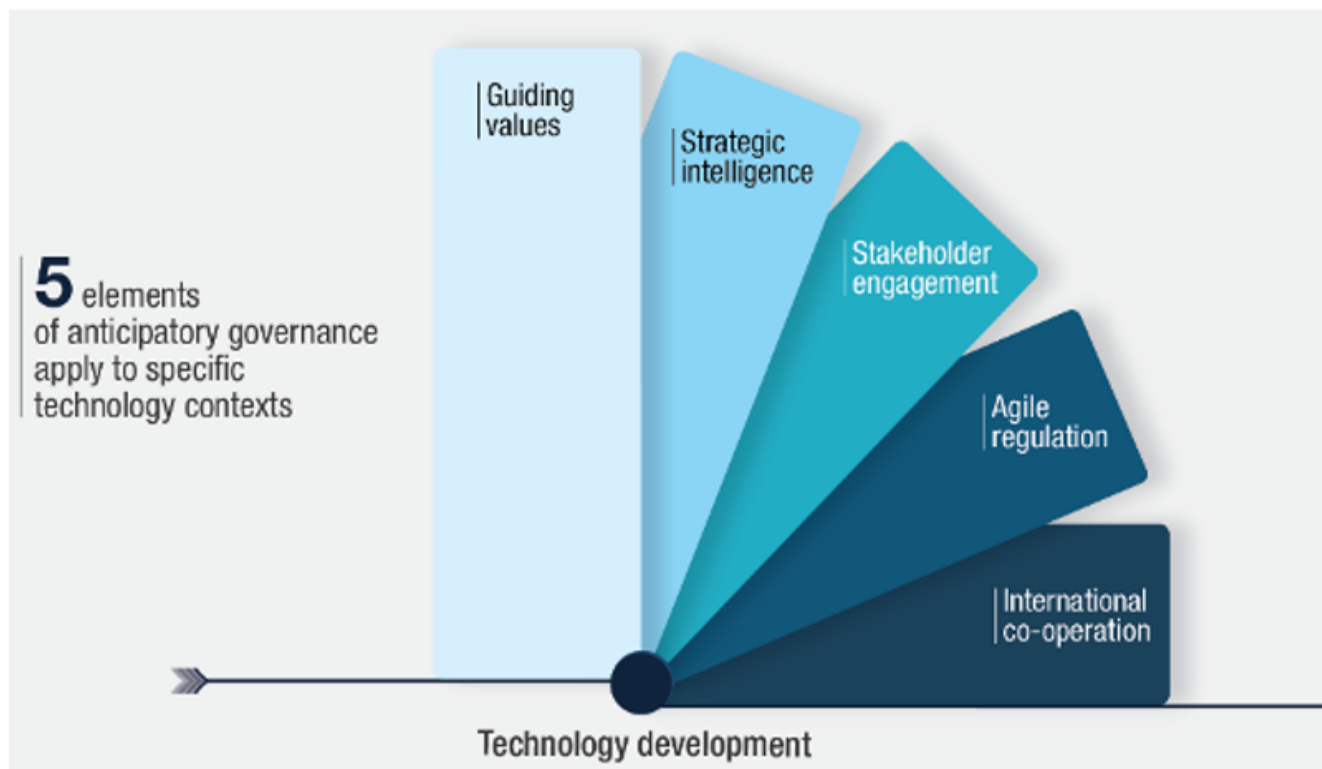 Guiding
values
Strategic
intelligence
Stakeholder
engagement
5 elements
of anticipatory governance
apply to specific
technology contexts
Agile
regulation
International
co-operation
Technology development